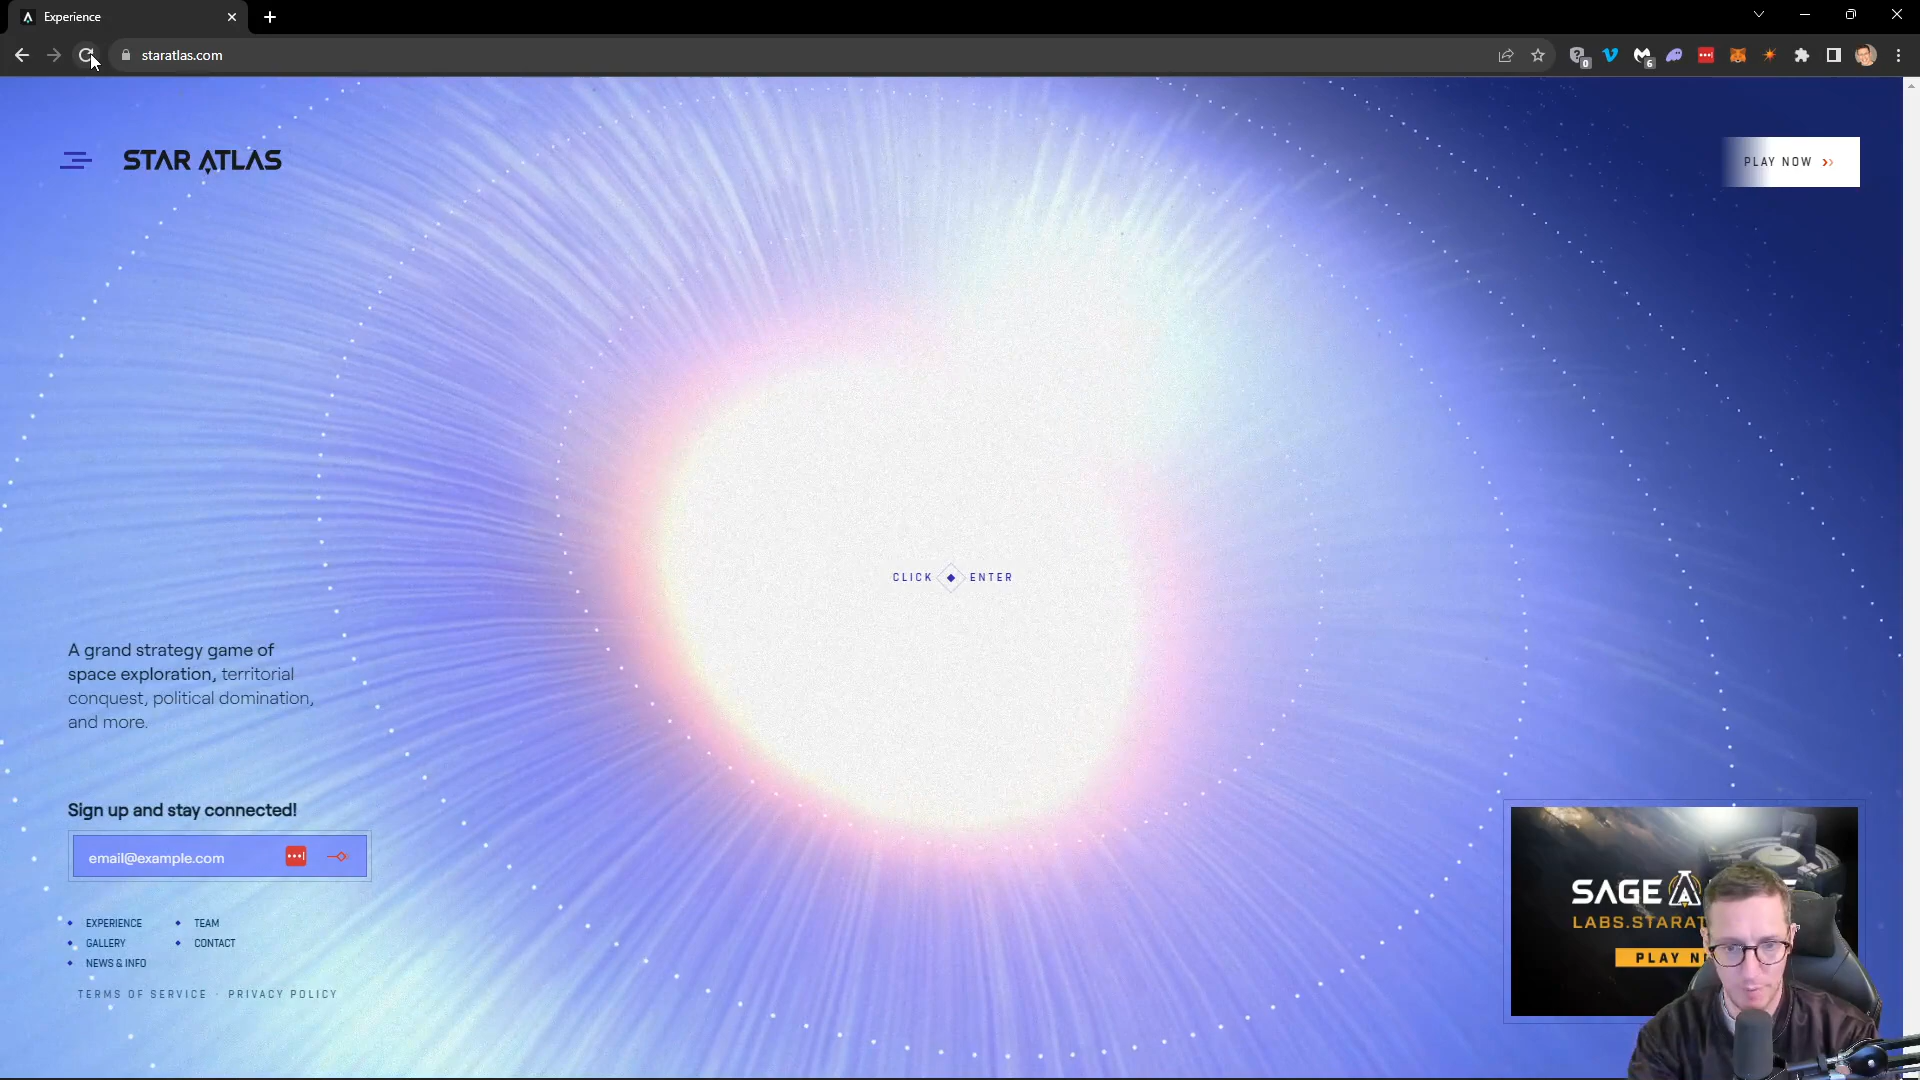 Experience
staratlas.com
0
6
STAR ATLAS
PLAY NOW
CLICK ENTER
A grand strategy game of
space exploration, territorial
conquest, political domination,
and more.
Sign up and stay connected!
email@example.com
EXPERIENCE TEAM
GALLERY CONTACT
NEWS & INFO
TERMS OF SERVICE · PRIVACY POLICY
SAGE
PLAY